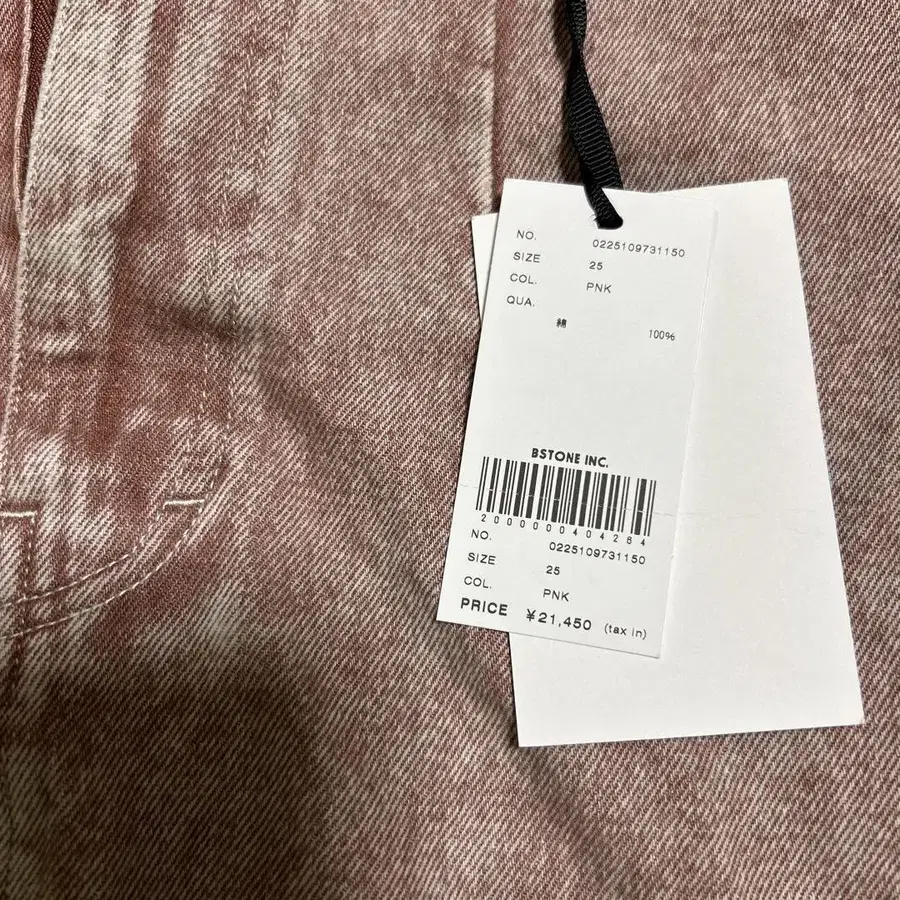 NO. 0225109731150
SIZE 25
COL. PNK
QUA.
綿 100%
BSTONE INC.
2000000404264
NO. 0225109731150
SIZE 25
COL. PNK
PRICE ¥21,450 (tax in)